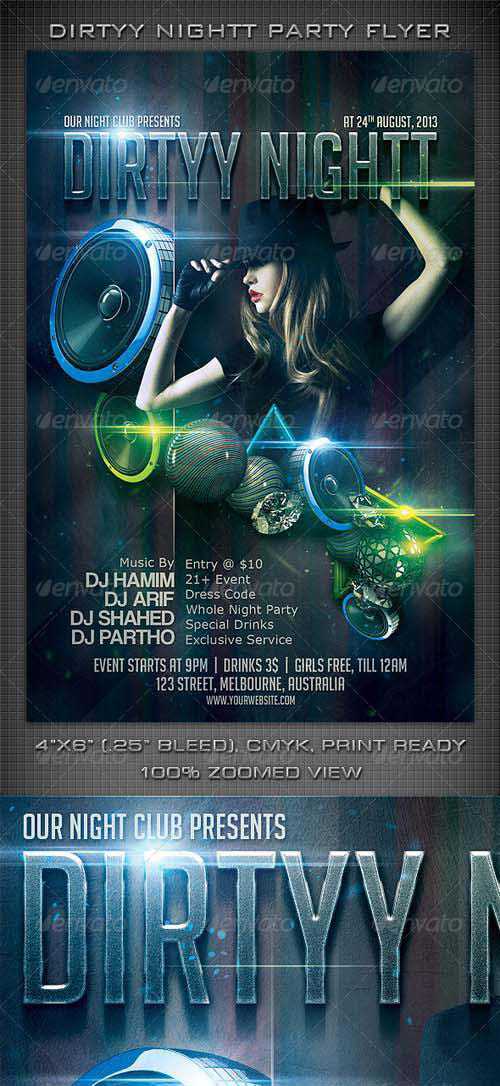 DIRTYY NIGHTT PARTY FLYER
OUR NIGHT CLUB PRESENTS
AT 24TH AUGUST, 2013
DIRTYY NIGHTT
Music By
DJ HAMIM
DJ ARIF
DJ SHAHED
DJ PARTHO
Entry @ $10
21+ Event
Dress Code
Whole Night Party
Special Drinks
Exclusive Service
EVENT STARTS AT 9PM | DRINKS 3$ | GIRLS FREE, TILL 12AM
123 STREET, MELBOURNE, AUSTRALIA
WWW.YOURWEBSITE.COM
4"X6" (.25" BLEED), CMYK, PRINT READY
100% ZOOMED VIEW
OUR NIGHT CLUB PRESENTS
DIRTYY N
envato